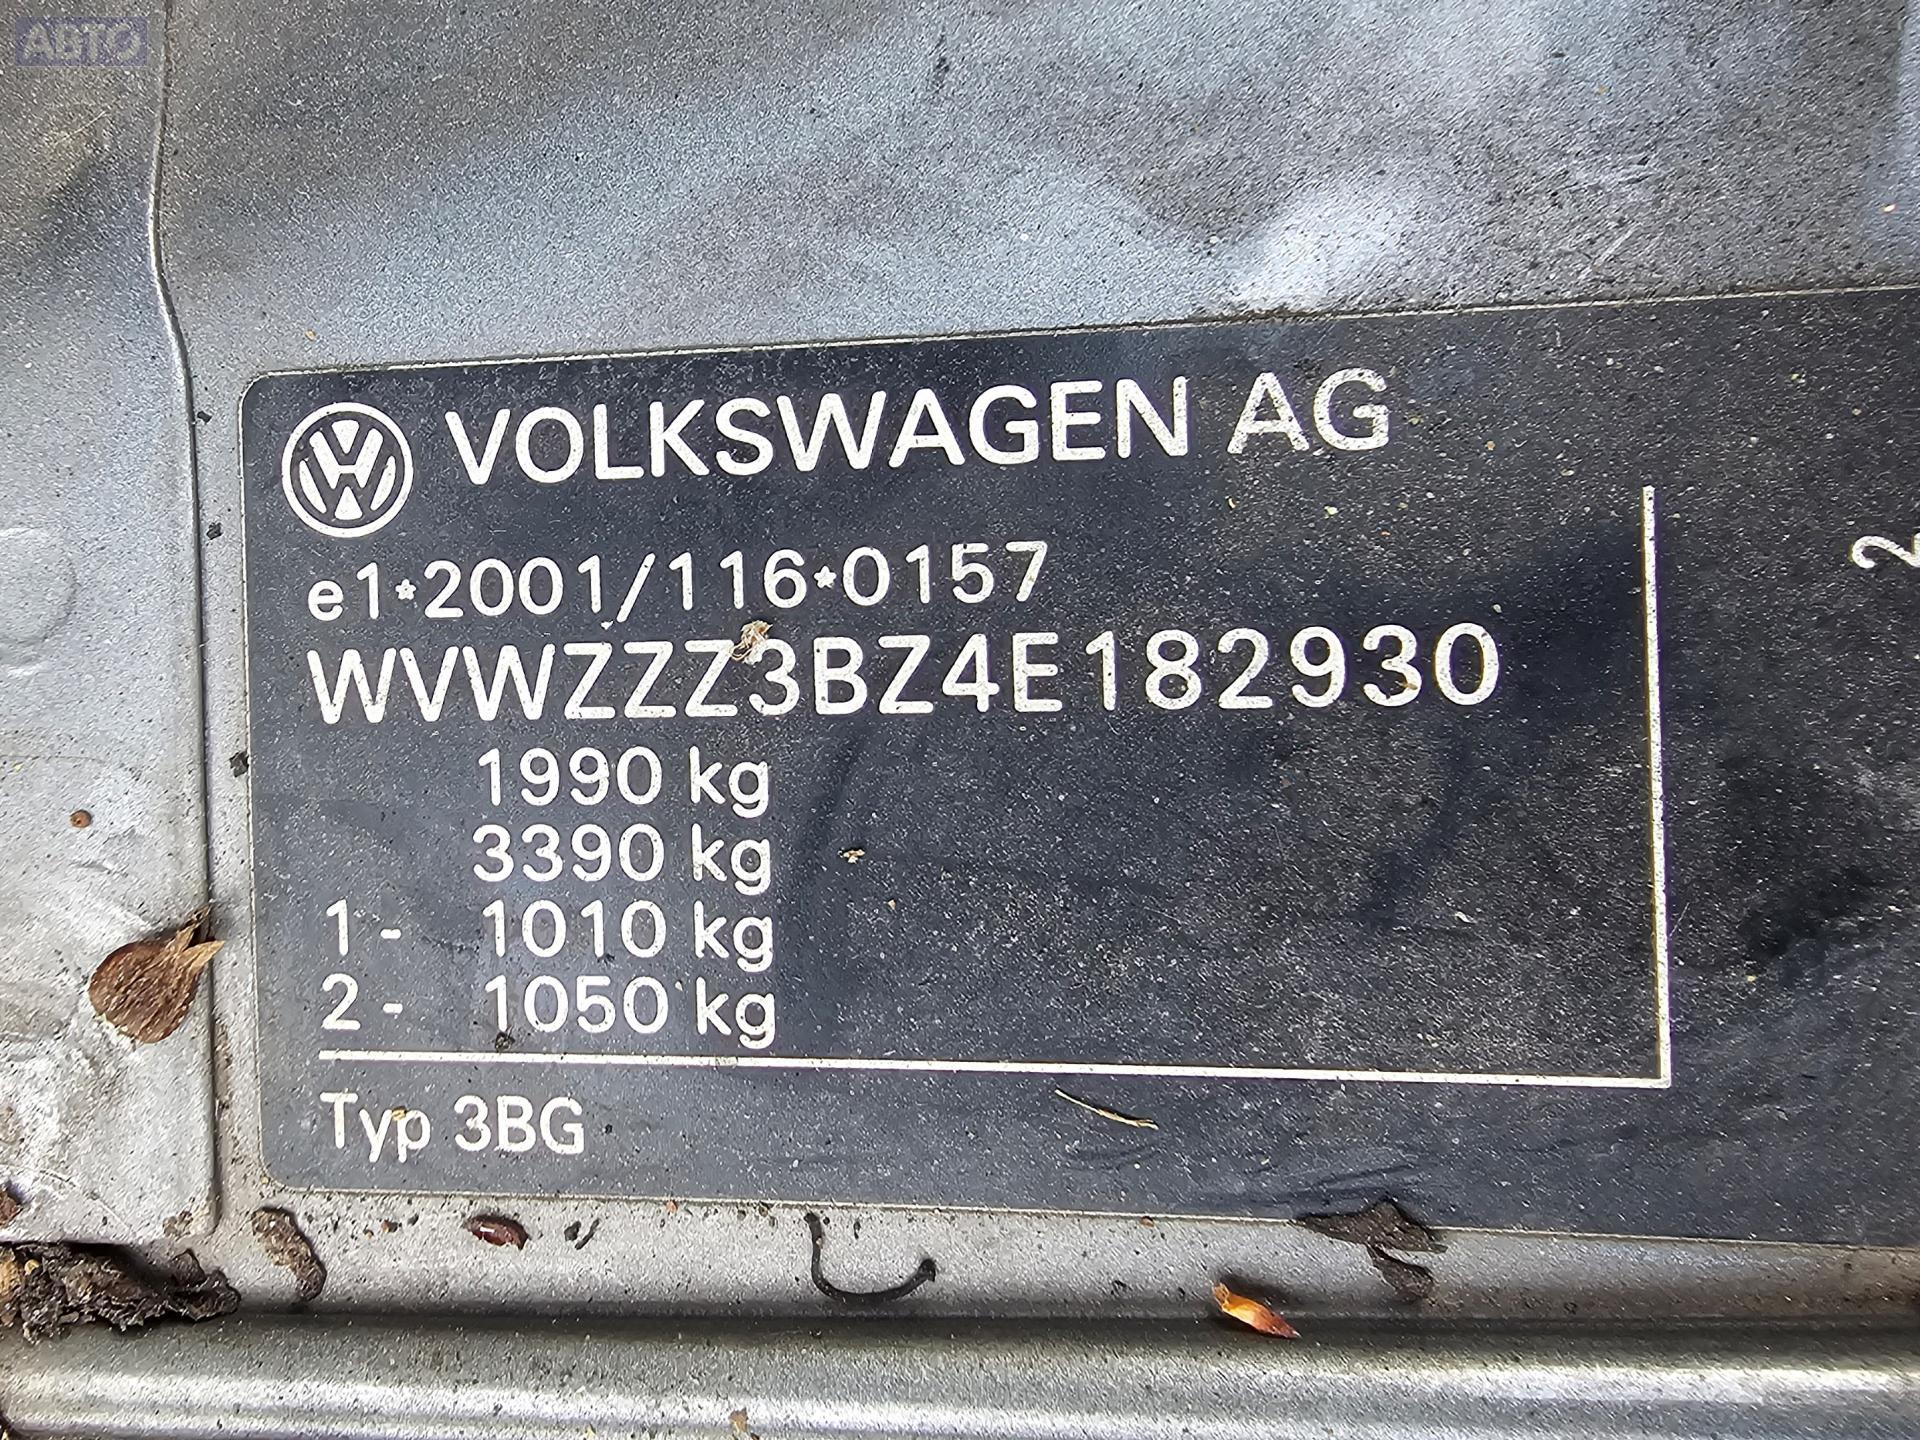 АВТО
VOLKSWAGEN AG
e1*2001/116*0157
WVWZZZ3BZ4E182930
1990 kg
3390 kg
1- 1010 kg
2- 1050 kg
Typ 3BG
2